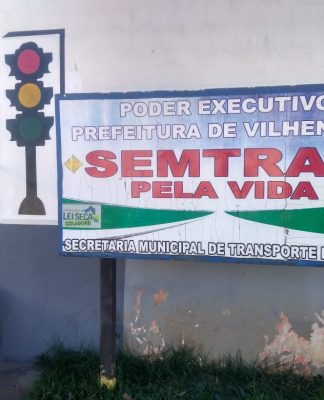 PODER EXECUTIVO
PREFEITURA DE VILHEN
SEMTRA
PELA VIDA
LEI SECA
SECRETARIA MUNICIPAL DE TRANSPORTE